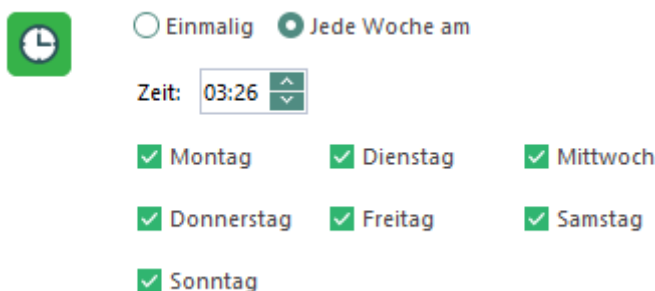 Einmalig Jede Woche am
Zeit: 03:26
Montag Dienstag Mittwoch
Donnerstag Freitag Samstag
Sonntag